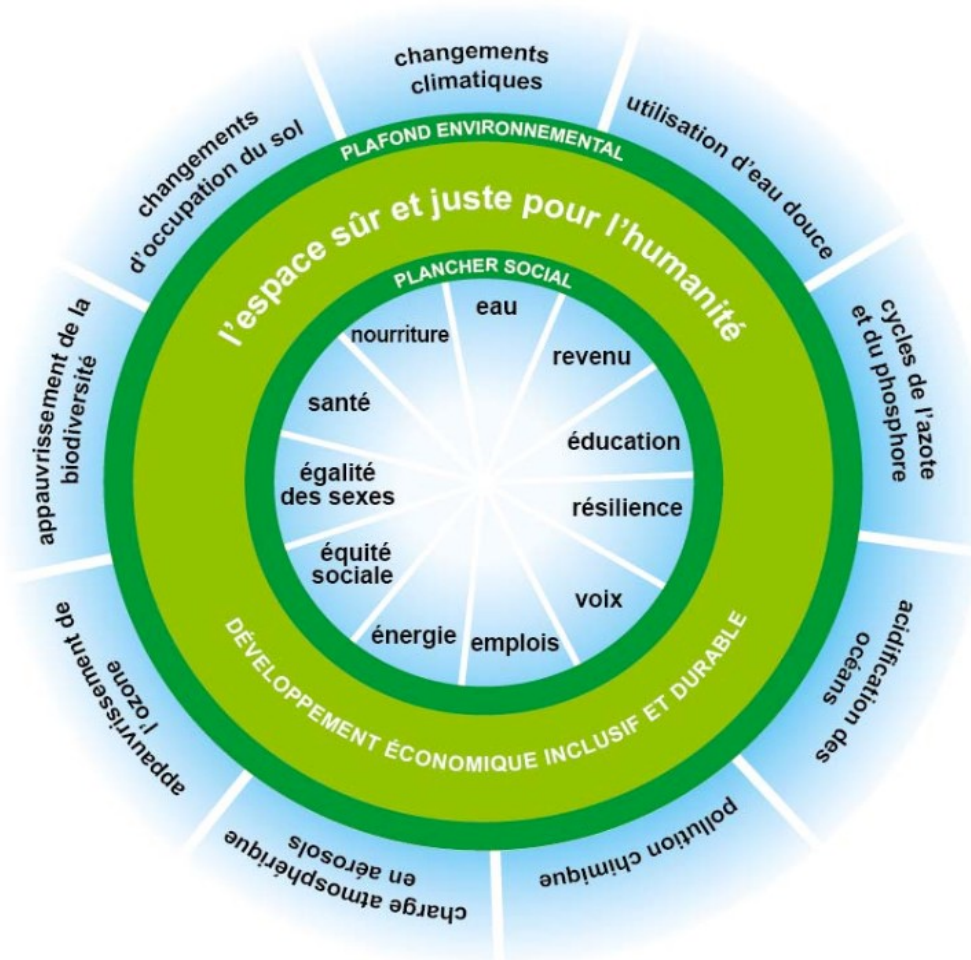 changements
climatiques
utilisation d'eau douce
cycles de l'azote
et du phosphore
acidification des
océans
pollution chimique
charge atmosphérique
en aérosols
appauvrissement de
l'ozone
appauvrissement de la
biodiversité
changements
d'occupation du sol
PLAFOND ENVIRONNEMENTAL
l'espace sûr et juste pour l'humanité
PLANCHER SOCIAL
eau
revenu
éducation
résilience
voix
emplois
énergie
équité
sociale
égalité
des sexes
santé
nourriture
DÉVELOPPEMENT ÉCONOMIQUE INCLUSIF ET DURABLE